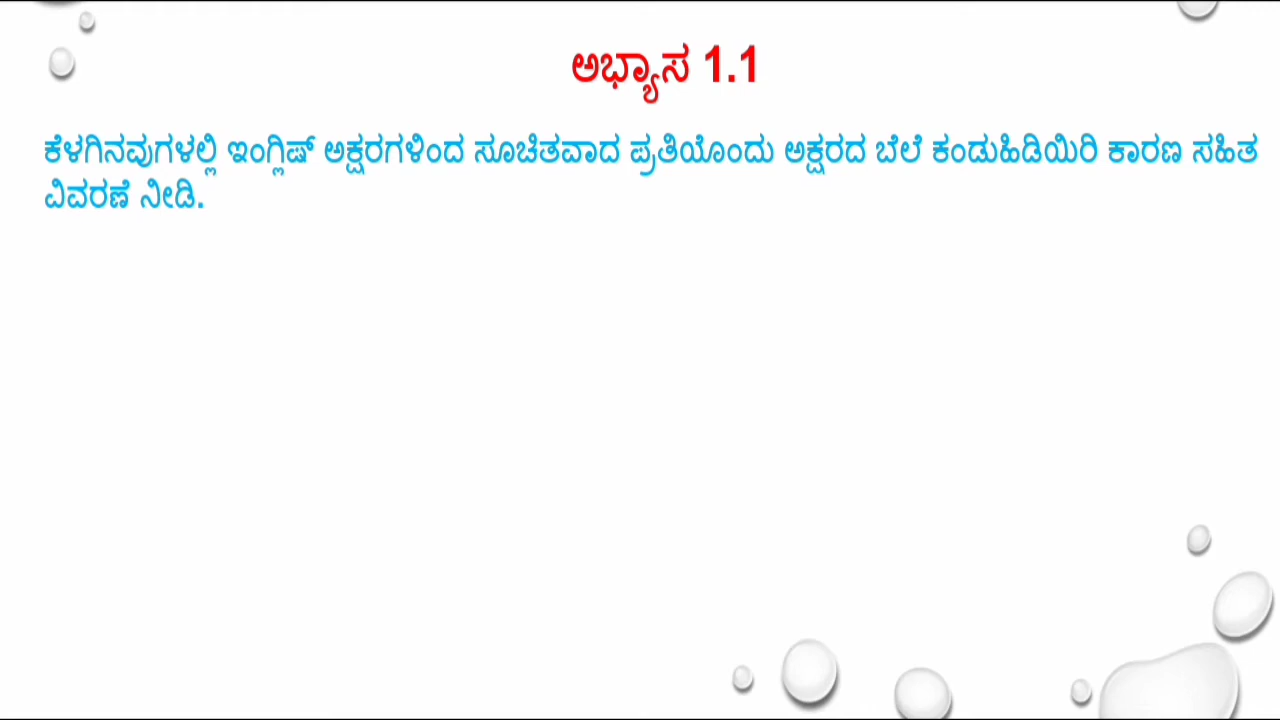 ಅಭ್ಯಾಸ 1.1
ಕೆಳಗಿನವುಗಳಲ್ಲಿ ಇಂಗ್ಲಿಷ್ ಅಕ್ಷರಗಳಿಂದ ಸೂಚಿತವಾದ ಪ್ರತಿಯೊಂದು ಅಕ್ಷರದ ಬೆಲೆ ಕಂಡುಹಿಡಿಯಿರಿ ಕಾರಣ ಸಹಿತ
ವಿವರಣೆ ನೀಡಿ.